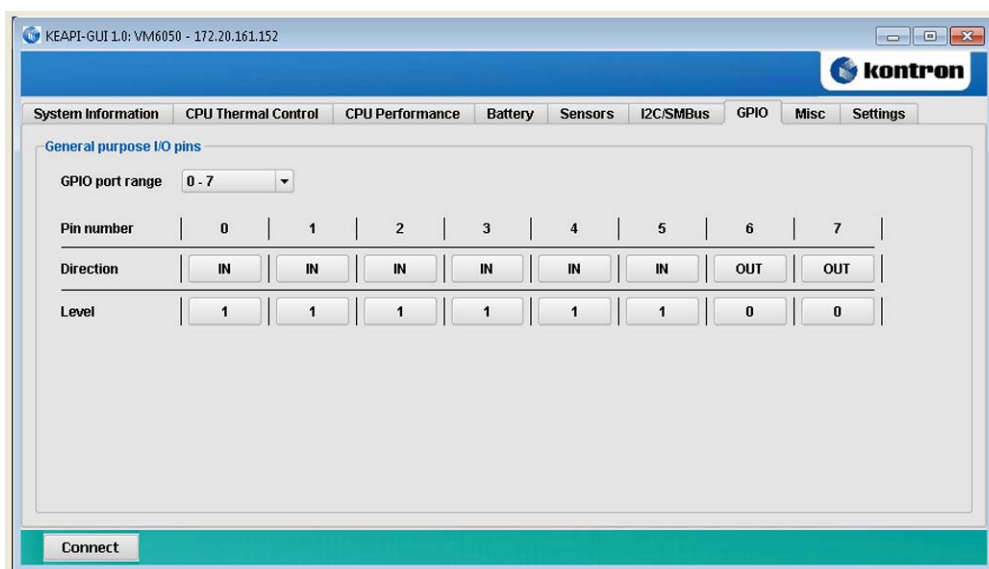 KEAPI-GUI 1.0: VM6050 - 172.20.161.152
kontron
System Information CPU Thermal Control CPU Performance Battery Sensors I2C/SMBus GPIO Misc Settings
General purpose I/O pins
GPIO port range 0 - 7
Pin number 0 1 2 3 4 5 6 7
Direction IN IN IN IN IN IN OUT OUT
Level 1 1 1 1 1 1 0 0
Connect